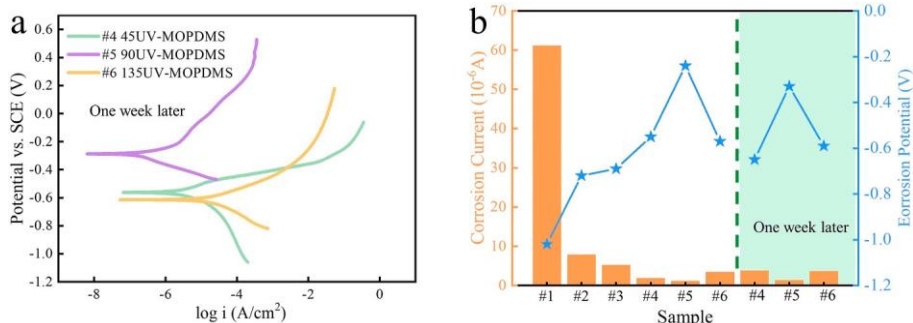 a
#4 45UV-MOPDMS
#5 90UV-MOPDMS
#6 135UV-MOPDMS
One week later
Potential vs. SCE (V)
0.6
0.4
0.2
0.0
-0.2
-0.4
-0.6
-0.8
-1.0
-1.2
-8 -6 -4 -2 0
log i (A/cm²)
b
Corrosion Current (10⁻⁶A)
70
60
50
40
30
20
10
0
One week later
0.0
-0.2
-0.4
-0.6
-0.8
-1.0
-1.2
Eorrosion Potential (V)
#1 #2 #3 #4 #5 #6 #4 #5 #6
Sample